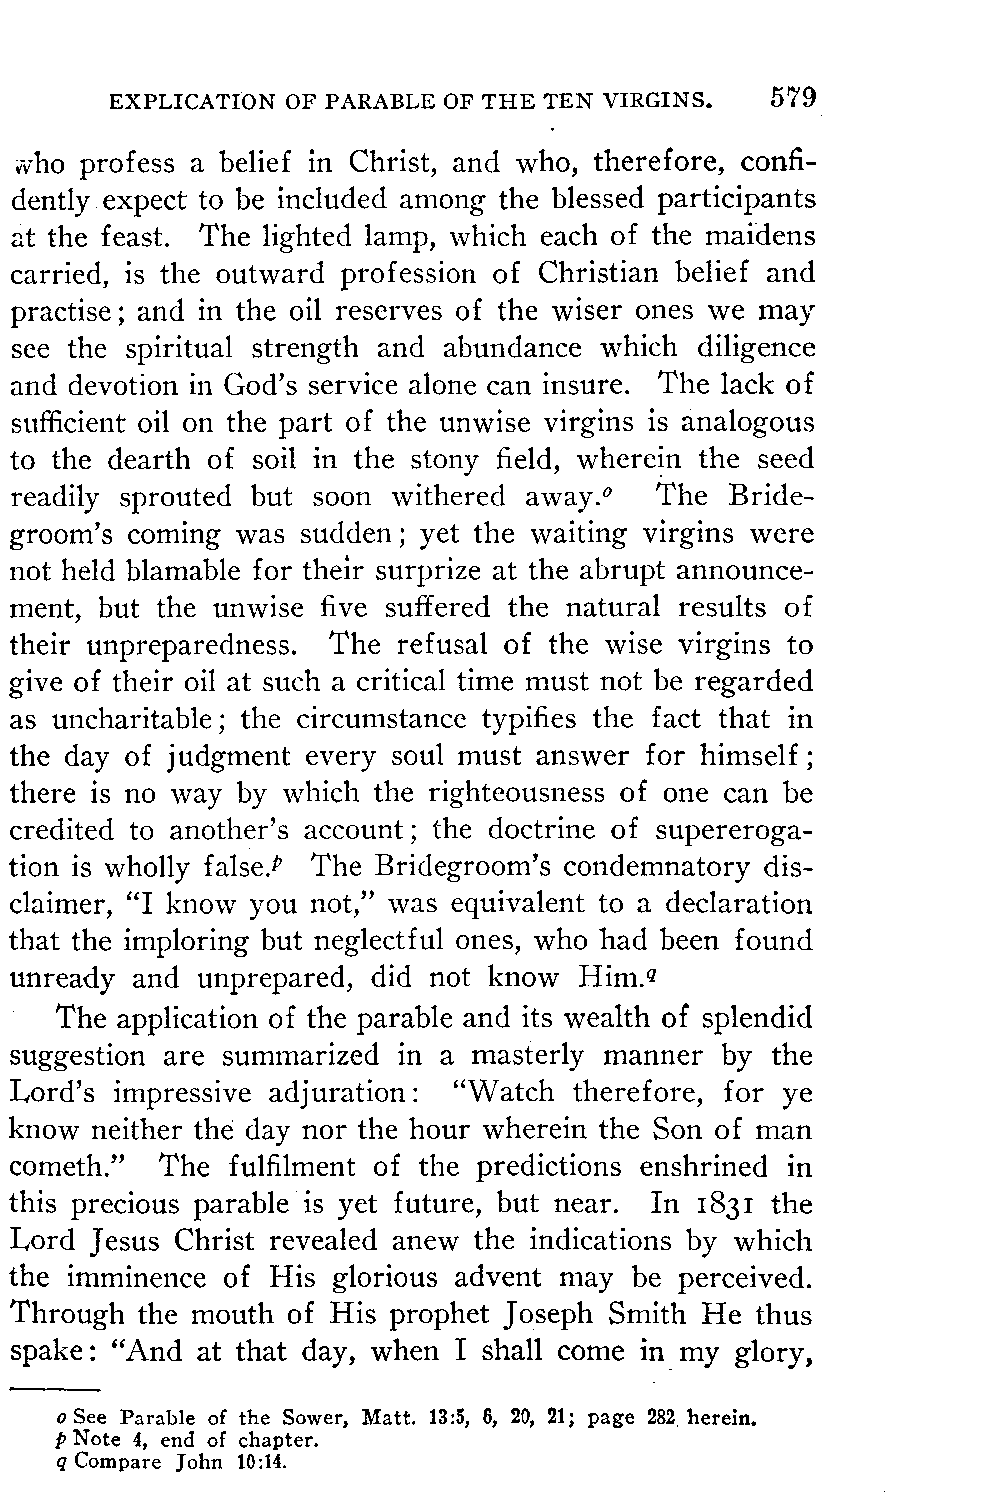 EXPLICATION OF PARABLE OF THE TEN VIRGINS. 579
who profess a belief in Christ, and who, therefore, confi-
dently expect to be included among the blessed participants
at the feast. The lighted lamp, which each of the maidens
carried, is the outward profession of Christian belief and
practise; and in the oil reserves of the wiser ones we may
see the spiritual strength and abundance which diligence
and devotion in God's service alone can insure. The lack of
sufficient oil on the part of the unwise virgins is analogous
to the dearth of soil in the stony field, wherein the seed
readily sprouted but soon withered away.o The Bride-
groom's coming was sudden; yet the waiting virgins were
not held blamable for their surprize at the abrupt announce-
ment, but the unwise five suffered the natural results of
their unpreparedness. The refusal of the wise virgins to
give of their oil at such a critical time must not be regarded
as uncharitable; the circumstance typifies the fact that in
the day of judgment every soul must answer for himself;
there is no way by which the righteousness of one can be
credited to another's account; the doctrine of supereroga-
tion is wholly false.p The Bridegroom's condemnatory dis-
claimer, "I know you not," was equivalent to a declaration
that the imploring but neglectful ones, who had been found
unready and unprepared, did not know Him.q
The application of the parable and its wealth of splendid
suggestion are summarized in a masterly manner by the
Lord's impressive adjuration: "Watch therefore, for ye
know neither the day nor the hour wherein the Son of man
cometh." The fulfilment of the predictions enshrined in
this precious parable is yet future, but near. In 1831 the
Lord Jesus Christ revealed anew the indications by which
the imminence of His glorious advent may be perceived.
Through the mouth of His prophet Joseph Smith He thus
spake: "And at that day, when I shall come in my glory,
o See Parable of the Sower, Matt. 13:5, 6, 20, 21; page 282 herein.
p Note 4, end of chapter.
q Compare John 10:14.